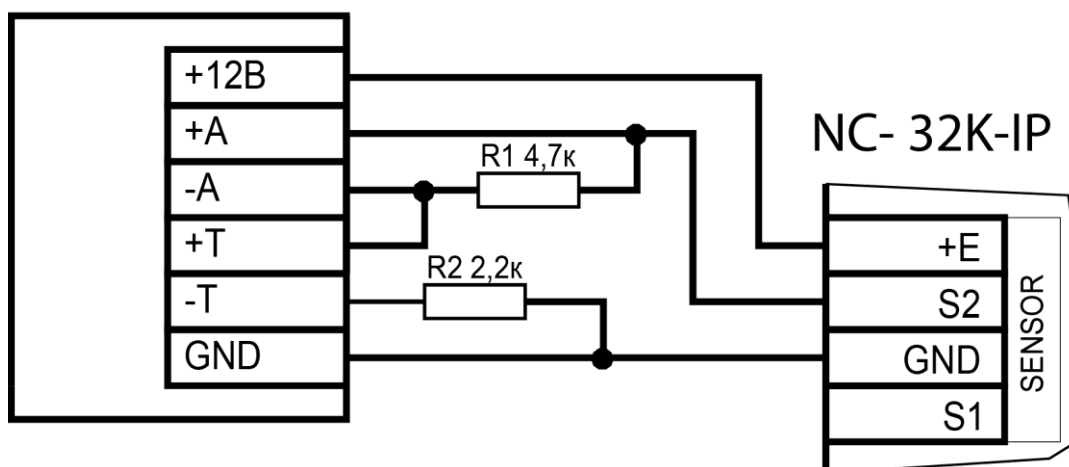 +12В
+A
-A
+T
-T
GND
R1 4,7к
R2 2,2к
NC- 32K-IP
+E
S2
GND
S1
SENSOR